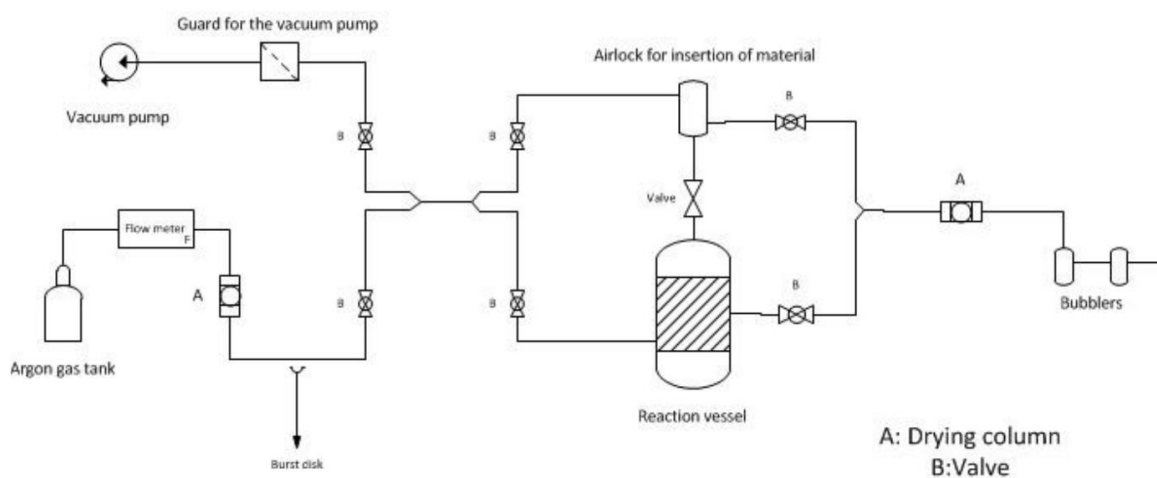 Guard for the vacuum pump
Airlock for insertion of material
Vacuum pump
B
B
B
A
Valve
Flow meter
F
A
B
B
B
Bubblers
Argon gas tank
Reaction vessel
A: Drying column
B:Valve
Burst disk